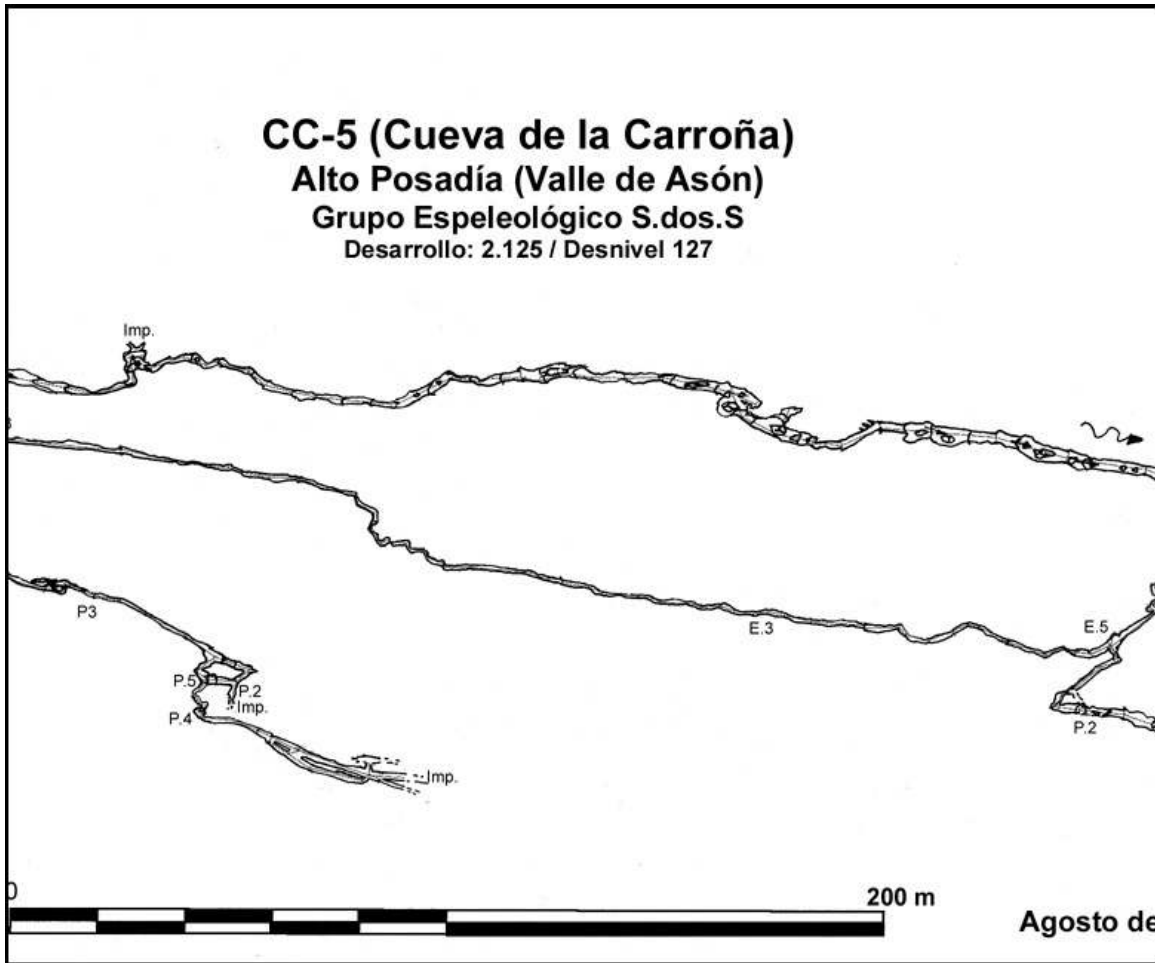 CC-5 (Cueva de la Carroña)
Alto Posadía (Valle de Asón)
Grupo Espeleológico S.dos.S
Desarrollo: 2.125 / Desnivel 127
Imp.
P3
E.3
E.5
P.5
P.2
Imp.
P.4
P.2
Imp.
0
200 m
Agosto de